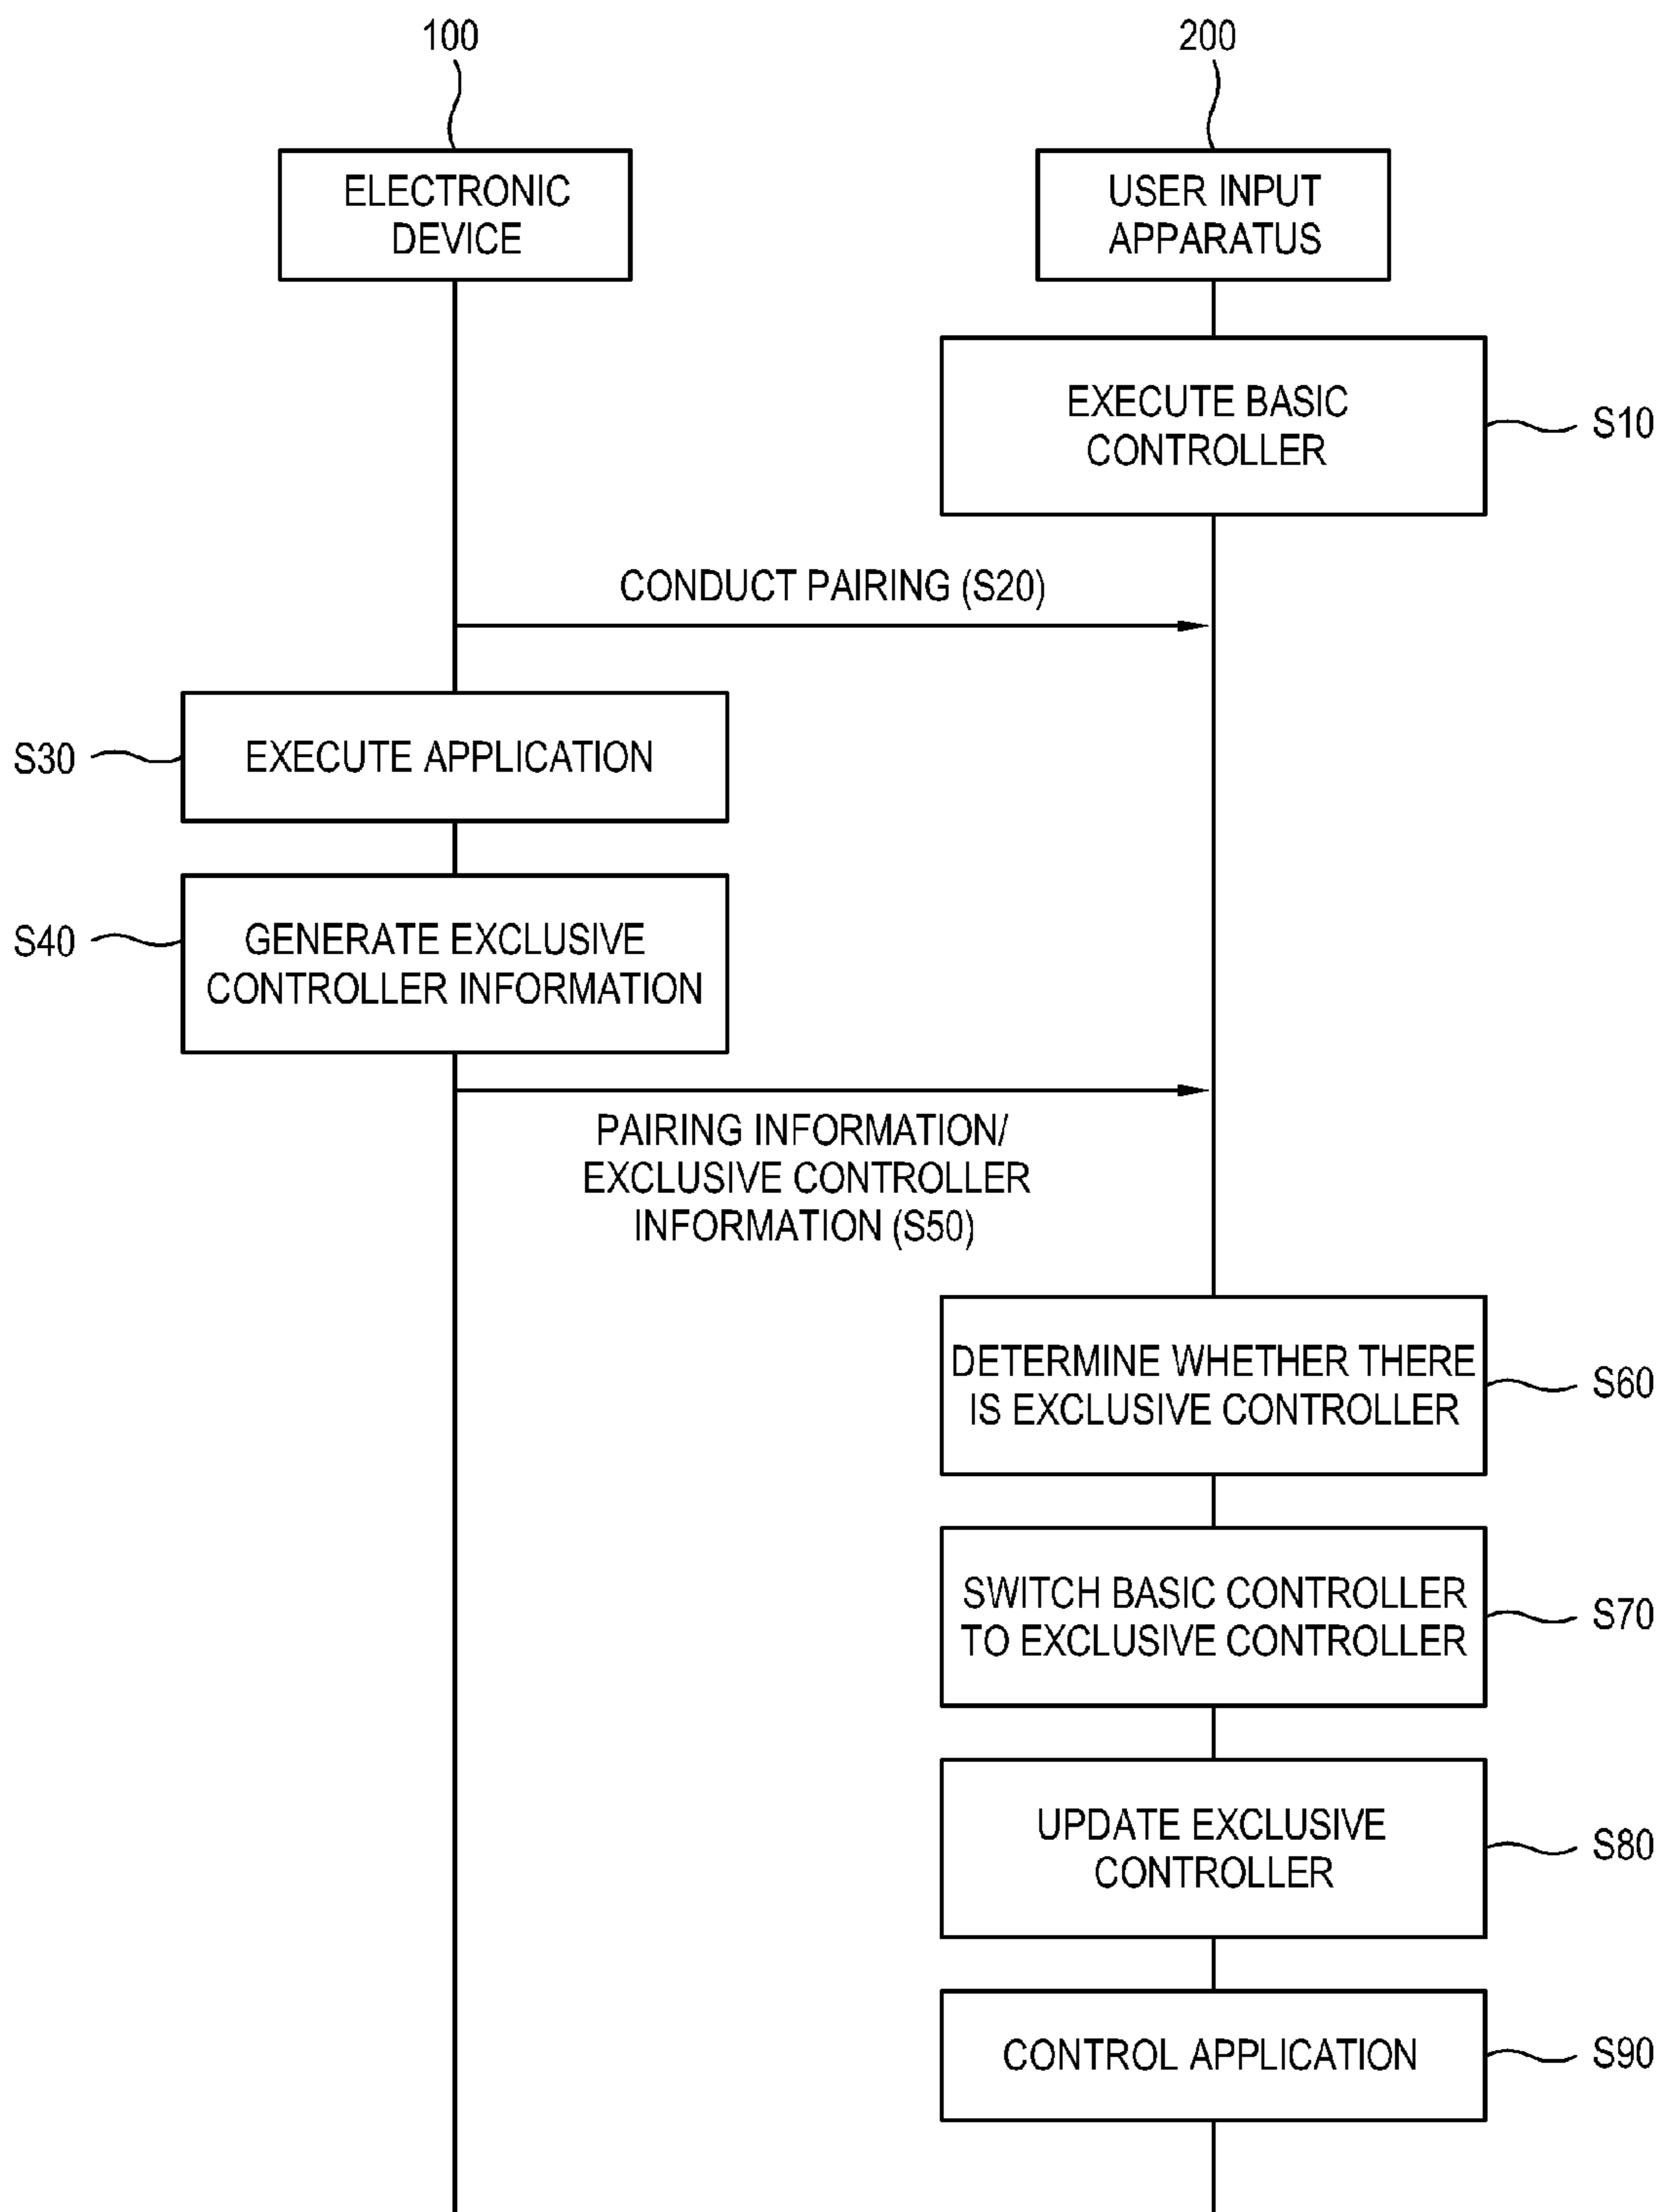 100
200
ELECTRONIC
DEVICE
USER INPUT
APPARATUS
EXECUTE BASIC
CONTROLLER
S10
CONDUCT PAIRING (S20)
S30
EXECUTE APPLICATION
S40
GENERATE EXCLUSIVE
CONTROLLER INFORMATION
PAIRING INFORMATION/
EXCLUSIVE CONTROLLER
INFORMATION (S50)
DETERMINE WHETHER THERE
IS EXCLUSIVE CONTROLLER
S60
SWITCH BASIC CONTROLLER
TO EXCLUSIVE CONTROLLER
S70
UPDATE EXCLUSIVE
CONTROLLER
S80
CONTROL APPLICATION
S90